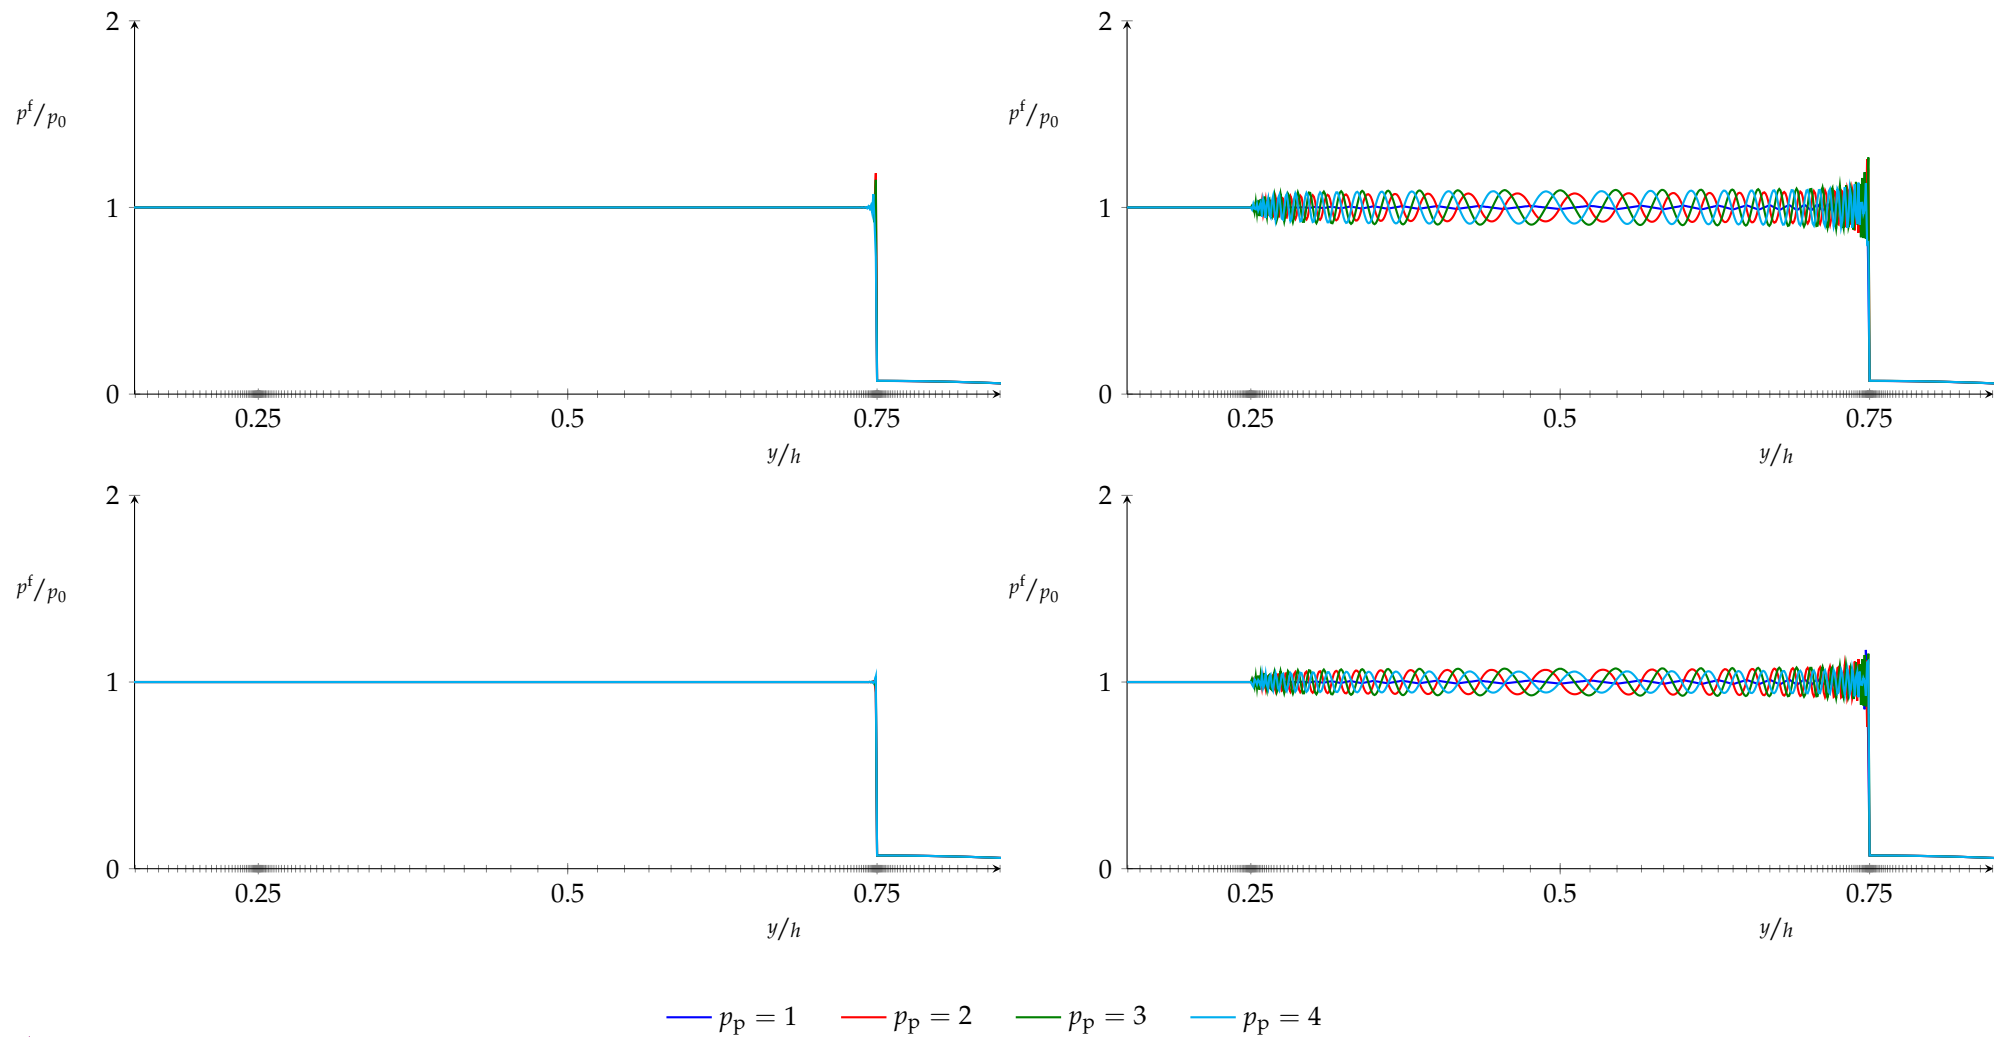 2 2
p^f/p_0 p^f/p_0
1 1
0 0
0.25 0.5 0.75 0.25 0.5 0.75
y/h y/h
2 2
p^f/p_0 p^f/p_0
1 1
0 0
0.25 0.5 0.75 0.25 0.5 0.75
y/h y/h
p_p = 1 p_p = 2 p_p = 3 p_p = 4